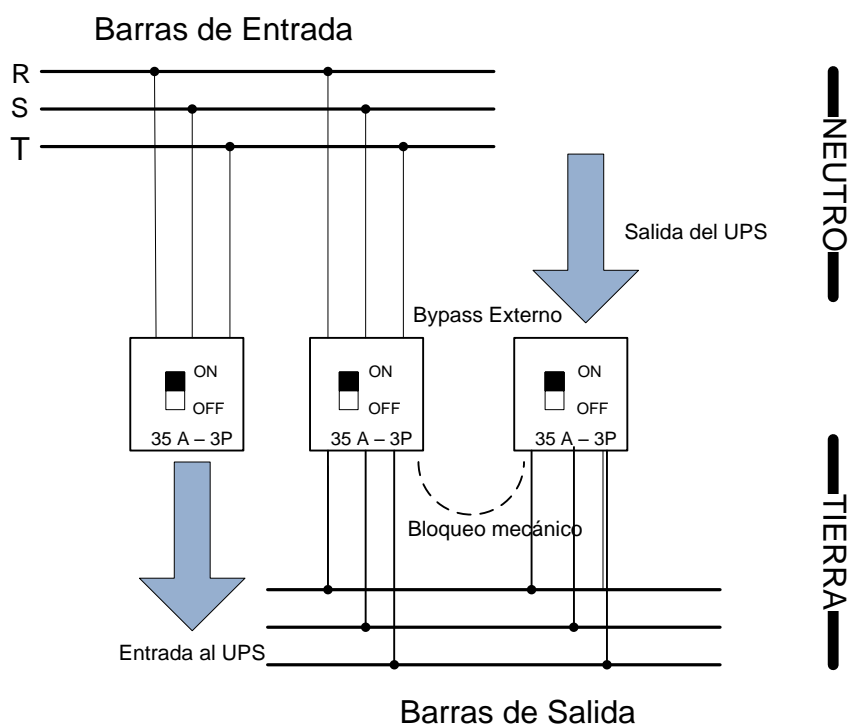 Barras de Entrada
R
S
T
NEUTRO
Salida del UPS
Bypass Externo
ON
OFF
35 A – 3P
ON
OFF
35 A – 3P
ON
OFF
35 A – 3P
Bloqueo mecánico
TIERRA
Entrada al UPS
Barras de Salida